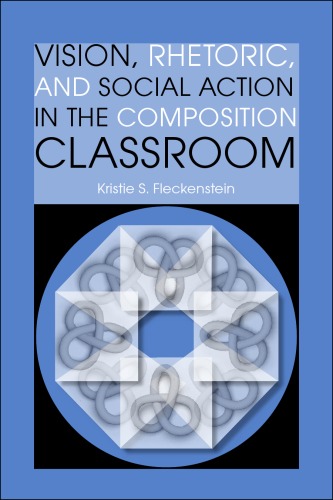 VISION, RHETORIC,
AND SOCIAL ACTION
IN THE COMPOSITION
CLASSROOM
Kristie S. Fleckenstein